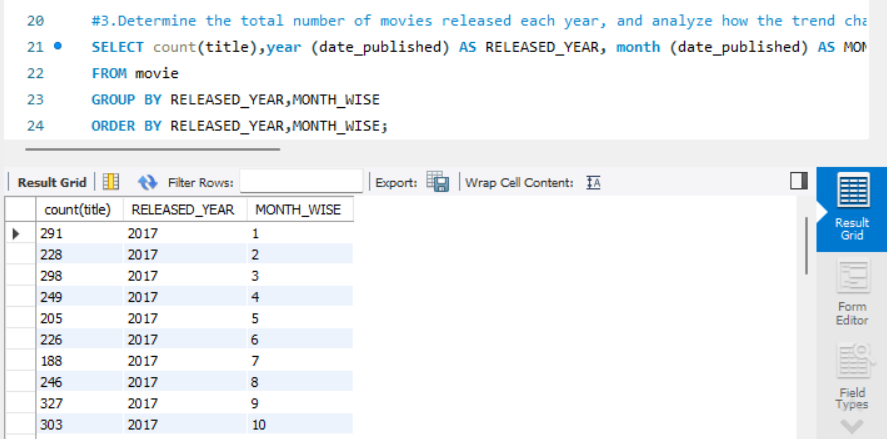 20 #3.Determine the total number of movies released each year, and analyze how the trend cha
21 SELECT count(title),year (date_published) AS RELEASED_YEAR, month (date_published) AS MON
22 FROM movie
23 GROUP BY RELEASED_YEAR,MONTH_WISE
24 ORDER BY RELEASED_YEAR,MONTH_WISE;
Result Grid Filter Rows: Export: Wrap Cell Content: IA
count(title) RELEASED_YEAR MONTH_WISE
291 2017 1
228 2017 2
298 2017 3
249 2017 4
205 2017 5
226 2017 6
188 2017 7
246 2017 8
327 2017 9
303 2017 10
Result
Grid
Form
Editor
Field
Types